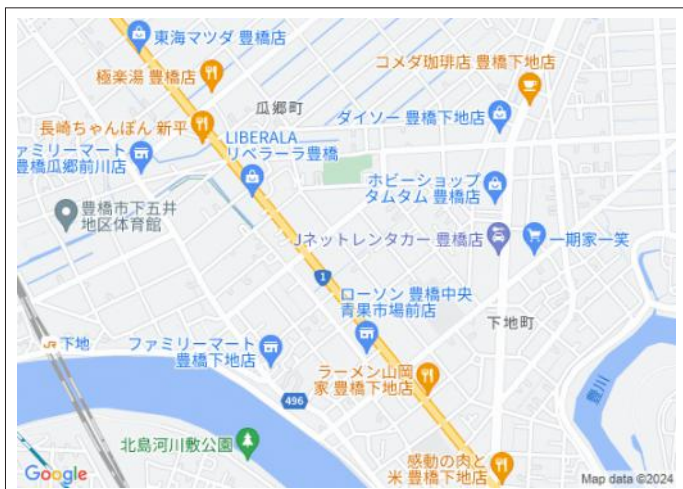 東海マツダ 豊橋店
コメダ珈琲店 豊橋下地店
極楽湯 豊橋店
瓜郷町
ダイソー 豊橋下地店
長崎ちゃんぽん 新平
LIBERALA
リベラーラ豊橋
ファミリーマート
豊橋瓜郷前川店
ホビーショップ
タムタム 豊橋店
豊橋市下五井
地区体育館
Jネットレンタカー 豊橋店
一期家一笑
1
ローソン 豊橋中央
青果市場前店
下地町
JR 下地
ファミリーマート
豊橋下地店
ラーメン山岡
家 豊橋下地店
豊川
496
北島河川敷公園
感動の肉と
米 豊橋下地店
Google
Map data ©2024